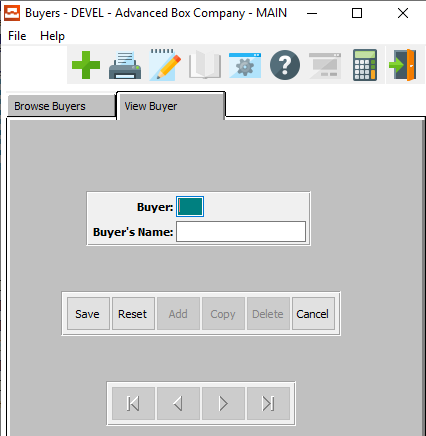 Buyers - DEVEL - Advanced Box Company - MAIN
File Help
Browse Buyers View Buyer
Buyer:
Buyer's Name:
Save Reset Add Copy Delete Cancel